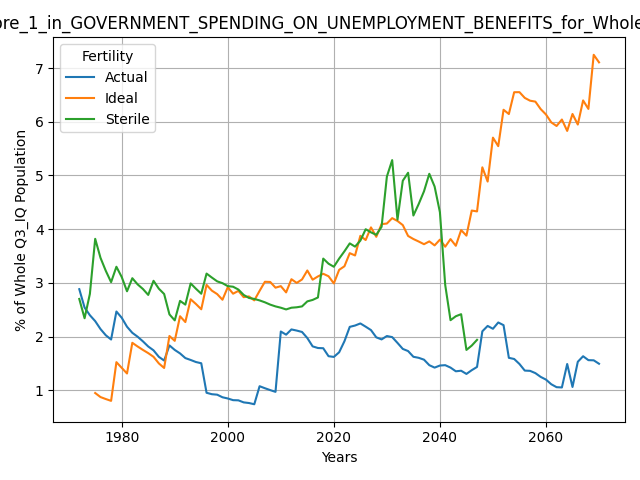 ore_1_in_GOVERNMENT_SPENDING_ON_UNEMPLOYMENT_BENEFITS_for_Whole
Fertility
Actual
Ideal
Sterile
% of Whole Q3_IQ Population
7
6
5
4
3
2
1
1980 2000 2020 2040 2060
Years